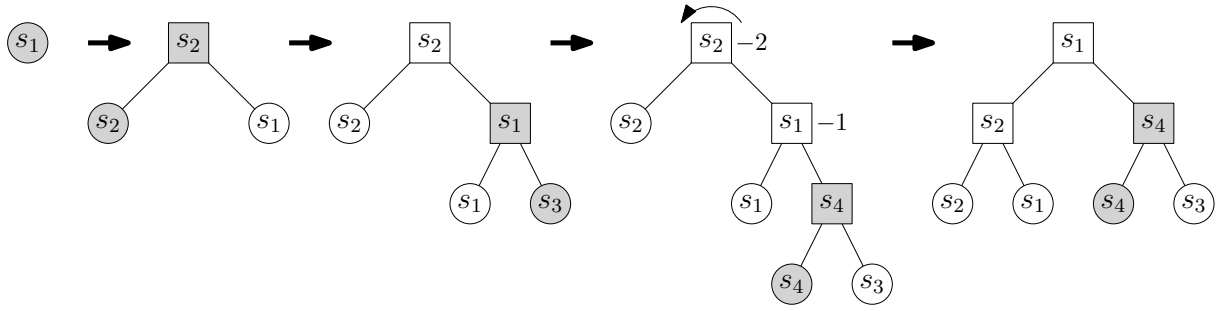 s₁ s₂ s₂ s₂ −2 s₁
s₂ s₁ s₂ s₁ s₂ s₁ −1 s₂ s₄
s₁ s₃ s₁ s₄ s₂ s₁ s₄ s₃
s₄ s₃